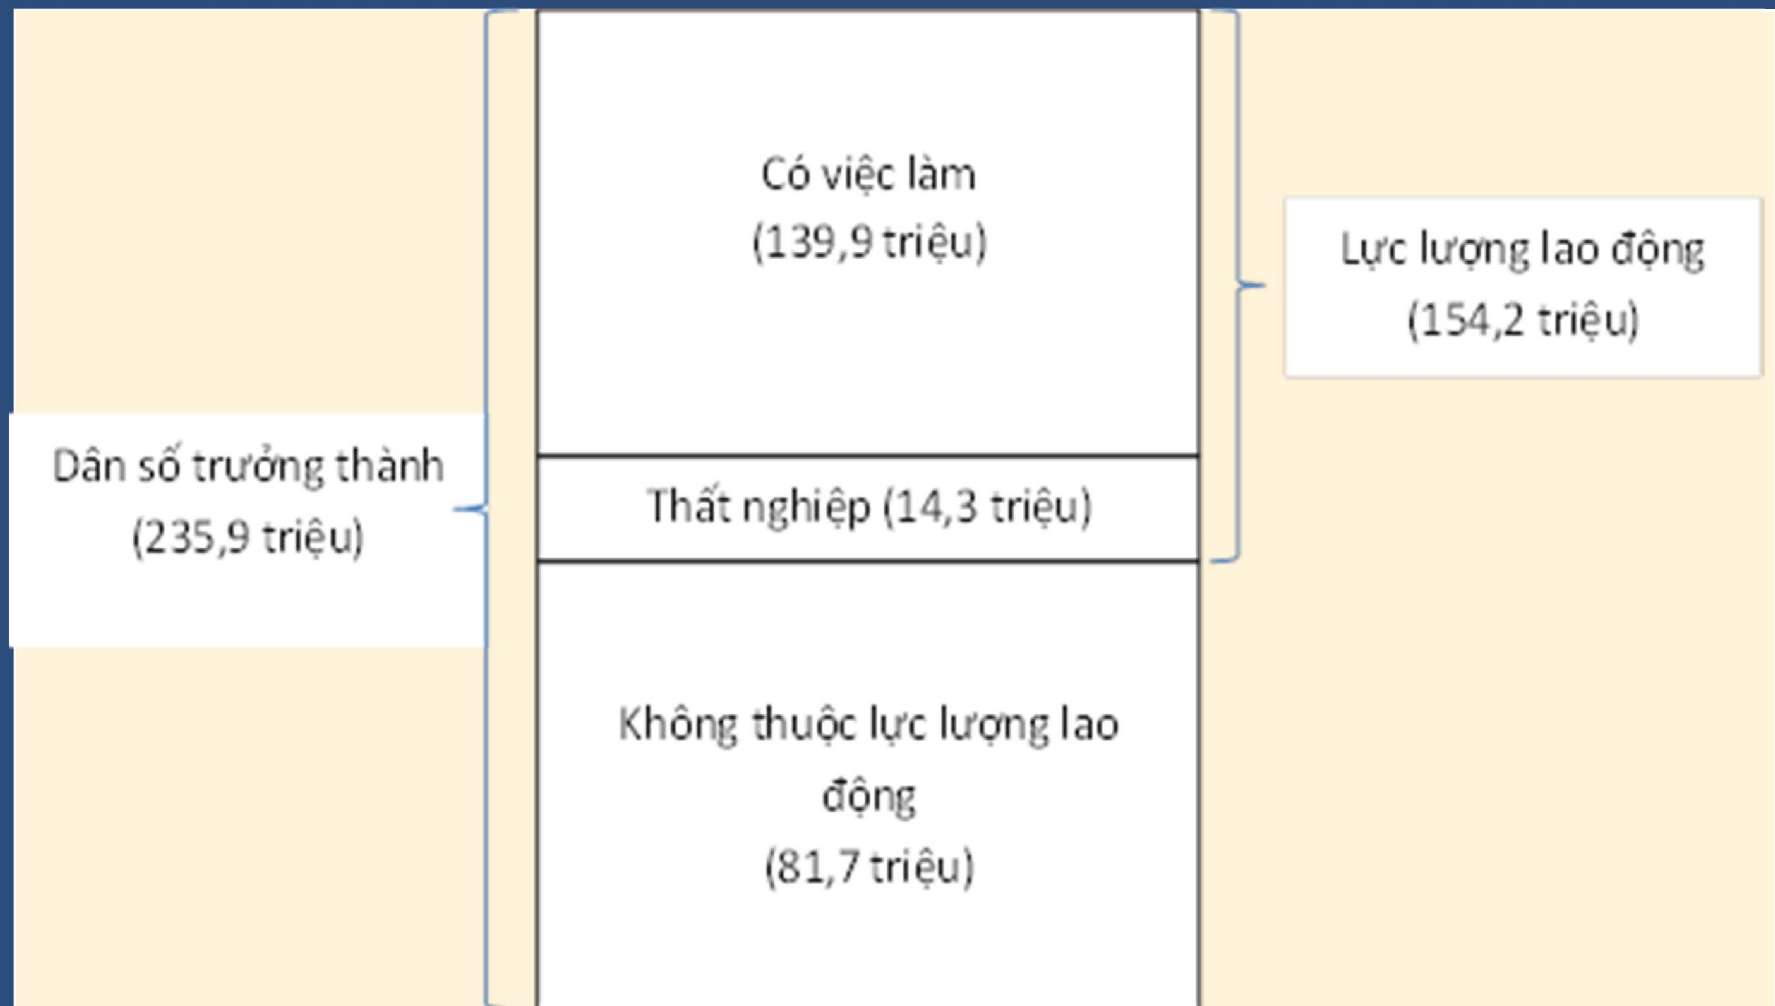 Có việc làm
(139,9 triệu)
Lực lượng lao động
(154,2 triệu)
Dân số trưởng thành
(235,9 triệu)
Thất nghiệp (14,3 triệu)
Không thuộc lực lượng lao
động
(81,7 triệu)